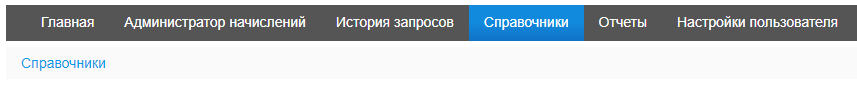 Главная Администратор начислений История запросов Справочники Отчеты Настройки пользователя
Справочники